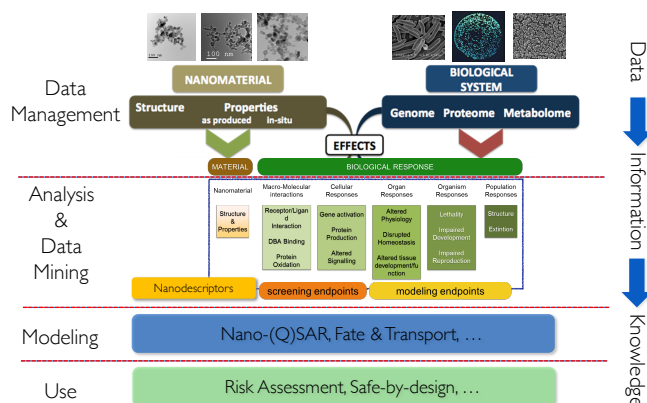 100 nm
100 nm
NANOMATERIAL
BIOLOGICAL
SYSTEM
Data
Data
Management
Structure
Properties
as produced
in-situ
Genome Proteome Metabolome
EFFECTS
MATERIAL
BIOLOGICAL RESPONSE
Information
Analysis
&
Data
Mining
Nanomaterial
Macro-Molecular
interactions
Cellular
Responses
Organ
Responses
Organism
Responses
Population
Responses
Structure
&
Properties
Receptor/Ligan
d
Interaction
DBA Binding
Protein
Oxidation
Gene activation
Protein
Production
Altered
Signalling
Altered
Physiology
Disrupted
Homeostasis
Altered tissue
development/fu
nction
Lethality
Impaired
Development
Impaired
Reproduction
Structure
Extintion
Nanodescriptors
screening endpoints
modeling endpoints
Knowledge
Modeling
Nano-(Q)SAR, Fate & Transport, …
Use
Risk Assessment, Safe-by-design, …